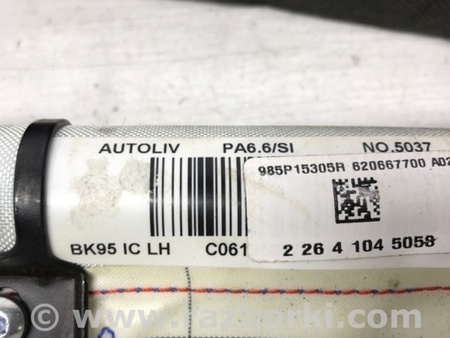 AUTOLIV PA6.6/SI NO.5037
985P15305R 620667700 A02
BK95 IC LH C061
2 26 4 104 5058
www.razborki.com